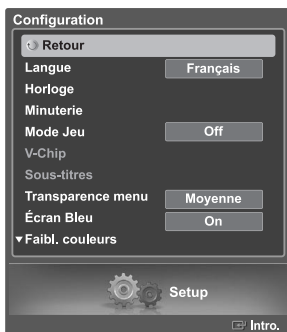 Configuration
Retour
Langue Français
Horloge
Minuterie
Mode Jeu Off
V-Chip
Sous-titres
Transparence menu Moyenne
Écran Bleu On
▼Faibl. couleurs
Setup
Intro.